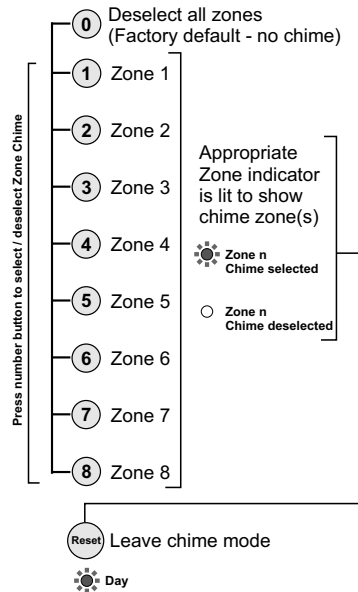 0 Deselect all zones
(Factory default - no chime)
Press number button to select / deselect Zone Chime
1 Zone 1
2 Zone 2
3 Zone 3
4 Zone 4
5 Zone 5
6 Zone 6
7 Zone 7
8 Zone 8
Appropriate
Zone indicator
is lit to show
chime zone(s)
Zone n
Chime selected
Zone n
Chime deselected
Reset Leave chime mode
Day